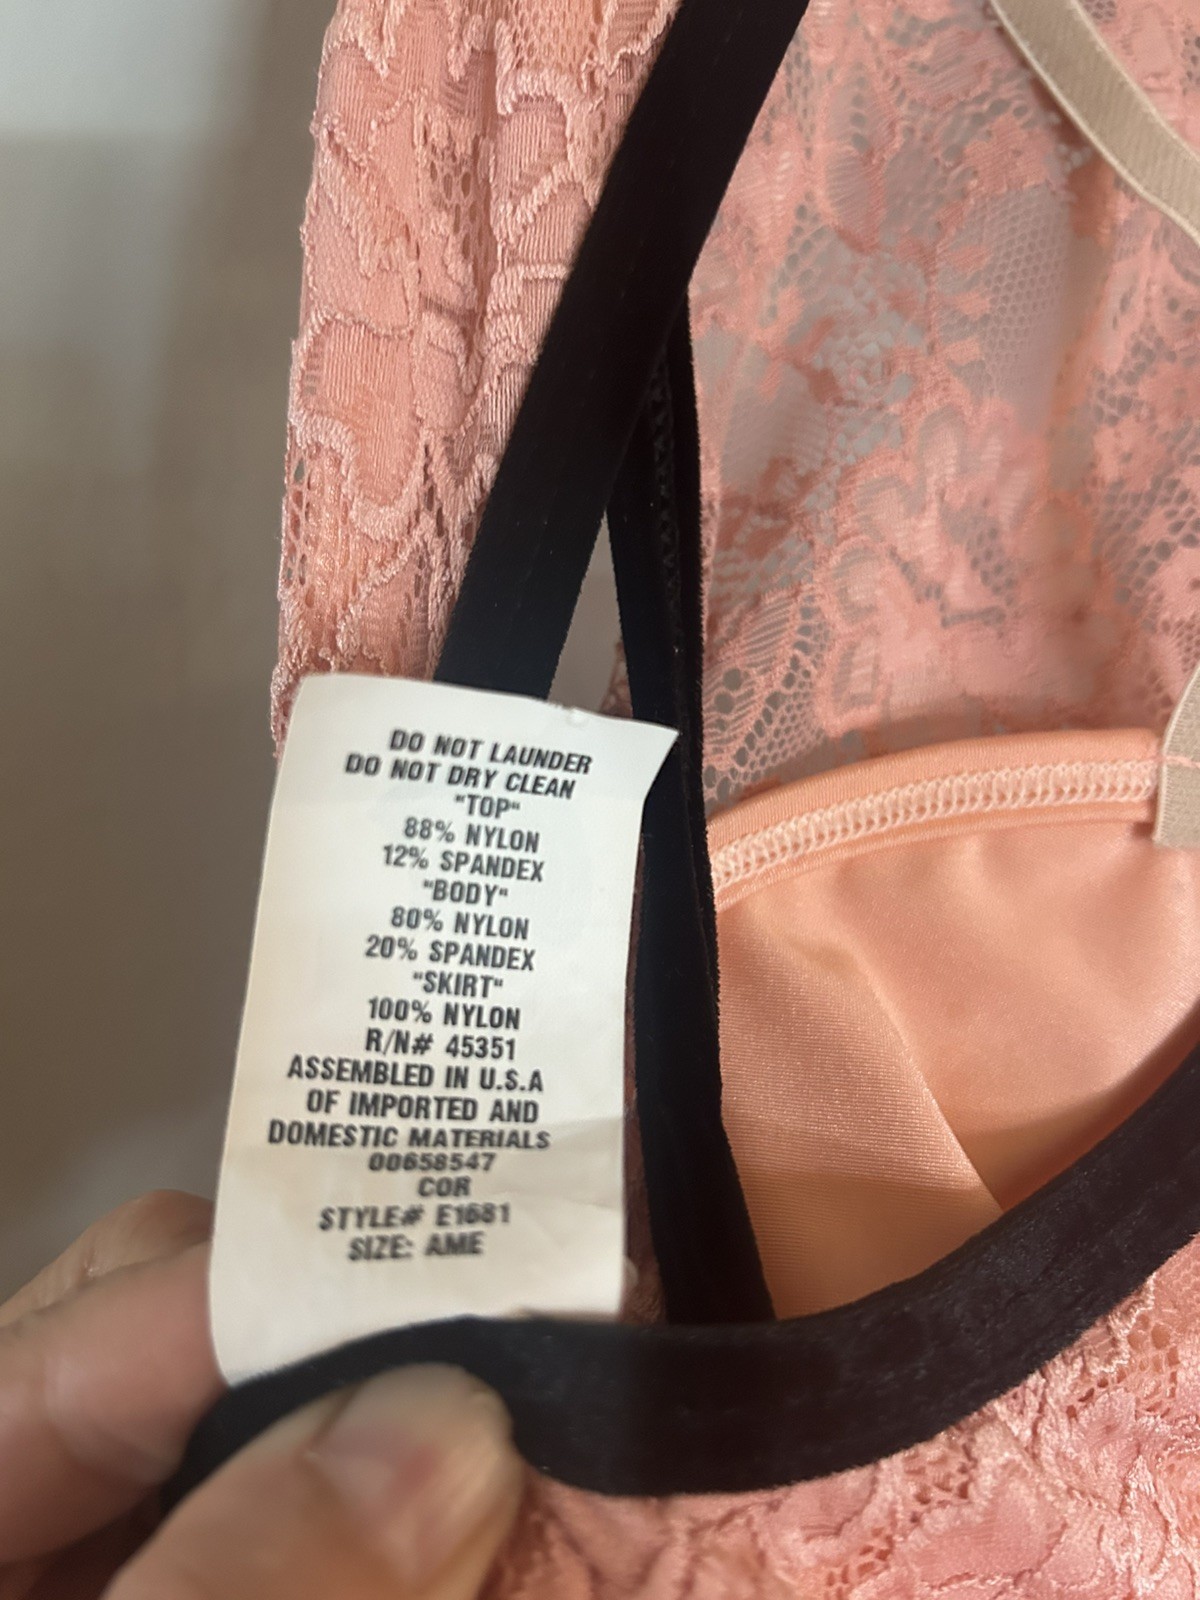 DO NOT LAUNDER
DO NOT DRY CLEAN
"TOP"
88% NYLON
12% SPANDEX
"BODY"
80% NYLON
20% SPANDEX
"SKIRT"
100% NYLON
R/N# 45351
ASSEMBLED IN U.S.A
OF IMPORTED AND
DOMESTIC MATERIALS
00658547
COR
STYLE# E1681
SIZE: AME